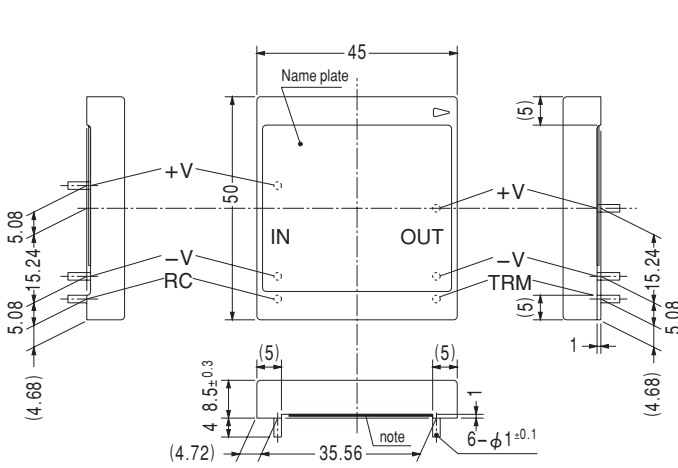 45
Name plate
(5)
+V
50
+V
5.08
IN
OUT
15.24
−V
−V
15.24
RC
TRM
5.08
(5)
5.08
1
(4.68)
(4.68)
(5)
(5)
8.5±0.3
1
4
note
6−φ1±0.1
(4.72)
35.56